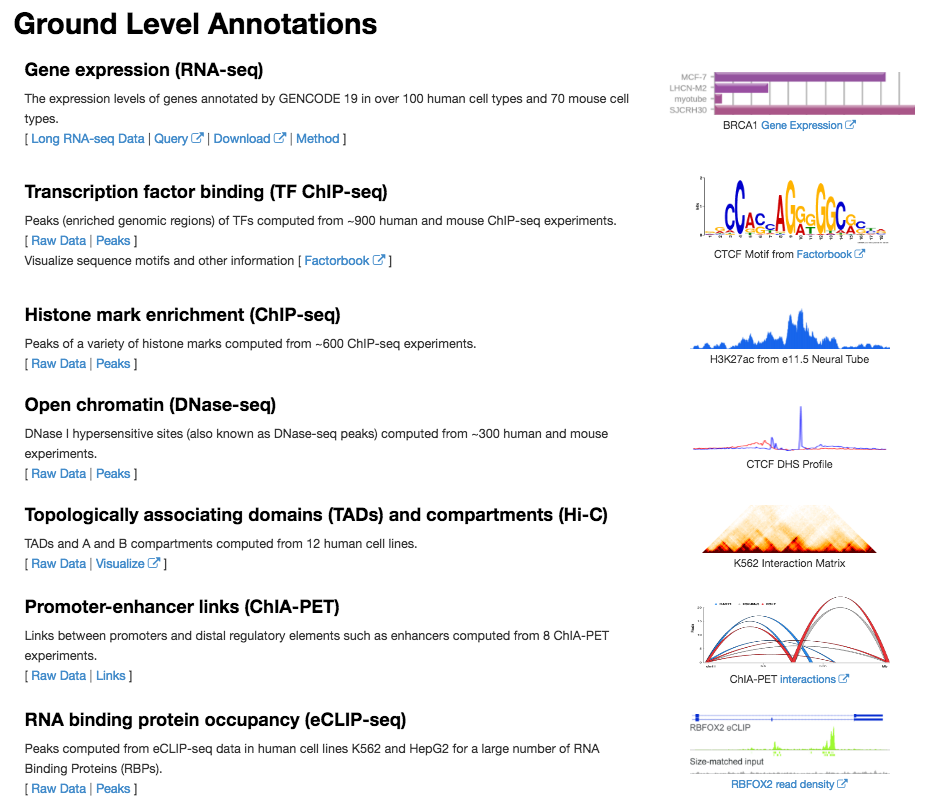 Ground Level Annotations
Gene expression (RNA-seq)
The expression levels of genes annotated by GENCODE 19 in over 100 human cell types and 70 mouse cell
types.
[ Long RNA-seq Data | Query | Download | Method ]
MCF-7
LHCN-M2
myotube
SJCRH30
BRCA1 Gene Expression
Transcription factor binding (TF ChIP-seq)
Peaks (enriched genomic regions) of TFs computed from ~900 human and mouse ChIP-seq experiments.
[ Raw Data | Peaks ]
Visualize sequence motifs and other information [ Factorbook ]
CTCF Motif from Factorbook
Histone mark enrichment (ChIP-seq)
Peaks of a variety of histone marks computed from ~600 ChIP-seq experiments.
[ Raw Data | Peaks ]
H3K27ac from e11.5 Neural Tube
Open chromatin (DNase-seq)
DNase I hypersensitive sites (also known as DNase-seq peaks) computed from ~300 human and mouse
experiments.
[ Raw Data | Peaks ]
CTCF DHS Profile
Topologically associating domains (TADs) and compartments (Hi-C)
TADs and A and B compartments computed from 12 human cell lines.
[ Raw Data | Visualize ]
K562 Interaction Matrix
Promoter-enhancer links (ChIA-PET)
Links between promoters and distal regulatory elements such as enhancers computed from 8 ChIA-PET
experiments.
[ Raw Data | Links ]
ChIA-PET interactions
RNA binding protein occupancy (eCLIP-seq)
Peaks computed from eCLIP-seq data in human cell lines K562 and HepG2 for a large number of RNA
Binding Proteins (RBPs).
[ Raw Data | Peaks ]
RBFOX2 eCLIP
Size-matched input
RBFOX2 read density